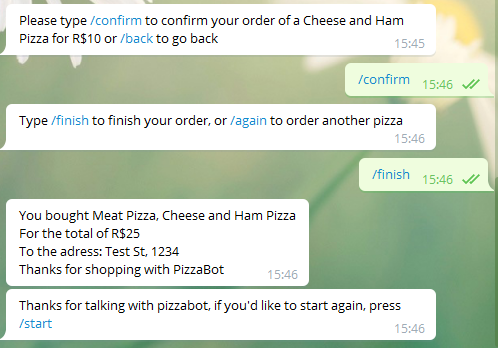 Please type /confirm to confirm your order of a Cheese and Ham
Pizza for R$10 or /back to go back
15:45
/confirm 15:46
Type /finish to finish your order, or /again to order another pizza
15:46
/finish 15:46
You bought Meat Pizza, Cheese and Ham Pizza
For the total of R$25
To the adress: Test St, 1234
Thanks for shopping with PizzaBot
15:46
Thanks for talking with pizzabot, if you'd like to start again, press
/start
15:46